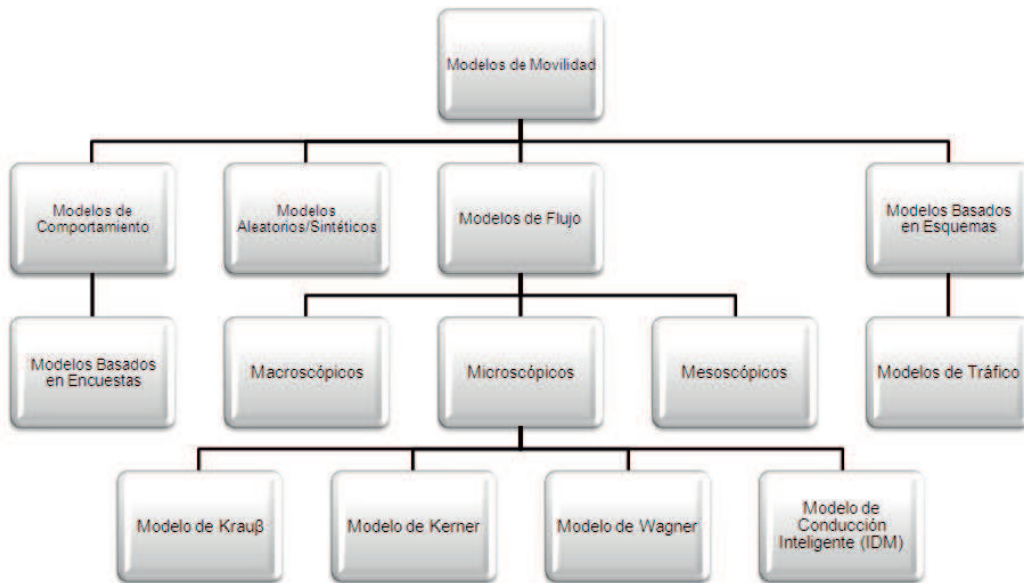 Modelos de Movilidad
Modelos de
Comportamiento
Modelos
Aleatorios/Sintéticos
Modelos de Flujo
Modelos Basados
en Esquemas
Modelos Basados
en Encuestas
Macroscópicos
Microscópicos
Mesoscópicos
Modelos de Tráfico
Modelo de Krauβ
Modelo de Kerner
Modelo de Wagner
Modelo de
Conducción
Inteligente (IDM)